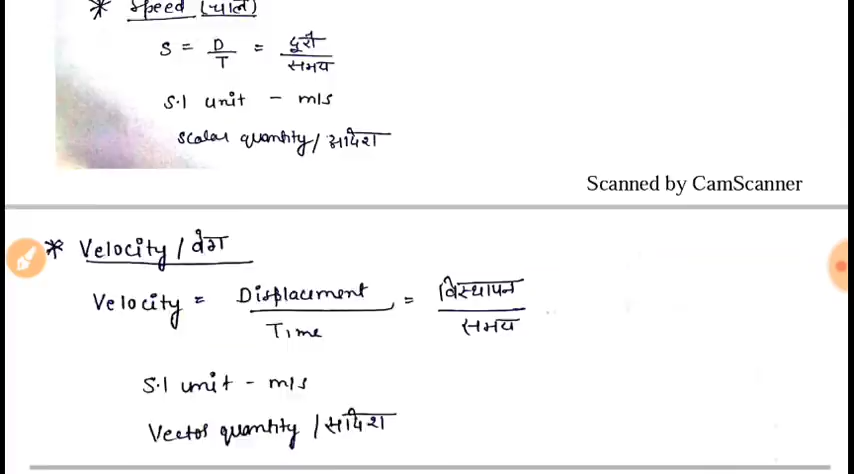 * Speed (चाल)
S = D/T = दूरी/समय
S.I unit - m/s
Scalar quantity/अदिश
Scanned by CamScanner
* Velocity / वेग
Velocity = Displacement/Time = विस्थापन/समय
S.I unit - m/s
Vector quantity / सदिश